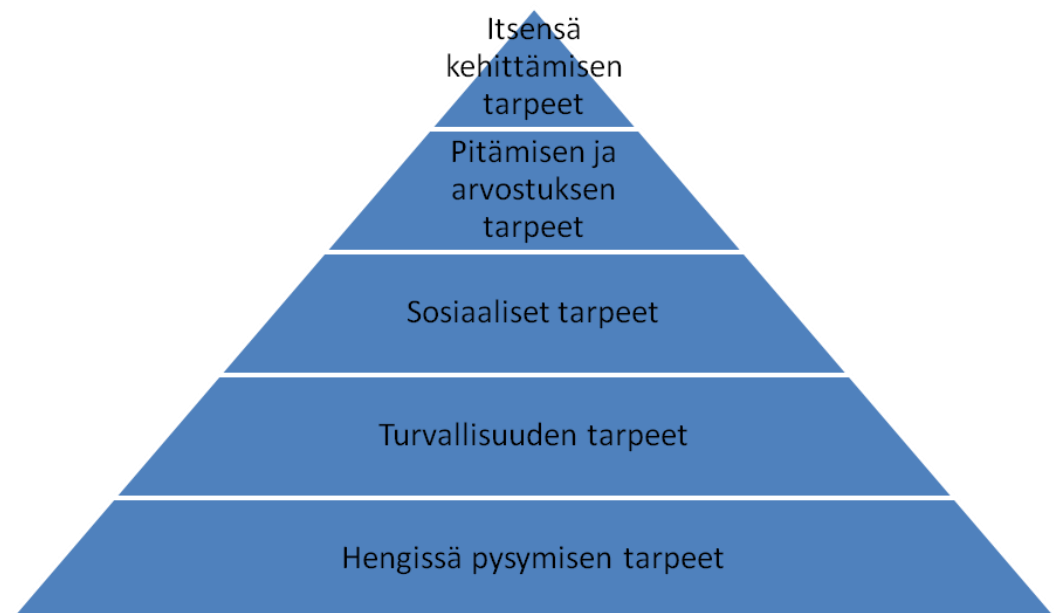 Itsensä
kehittämisen
tarpeet
Pitämisen ja
arvostuksen
tarpeet
Sosiaaliset tarpeet
Turvallisuuden tarpeet
Hengissä pysymisen tarpeet